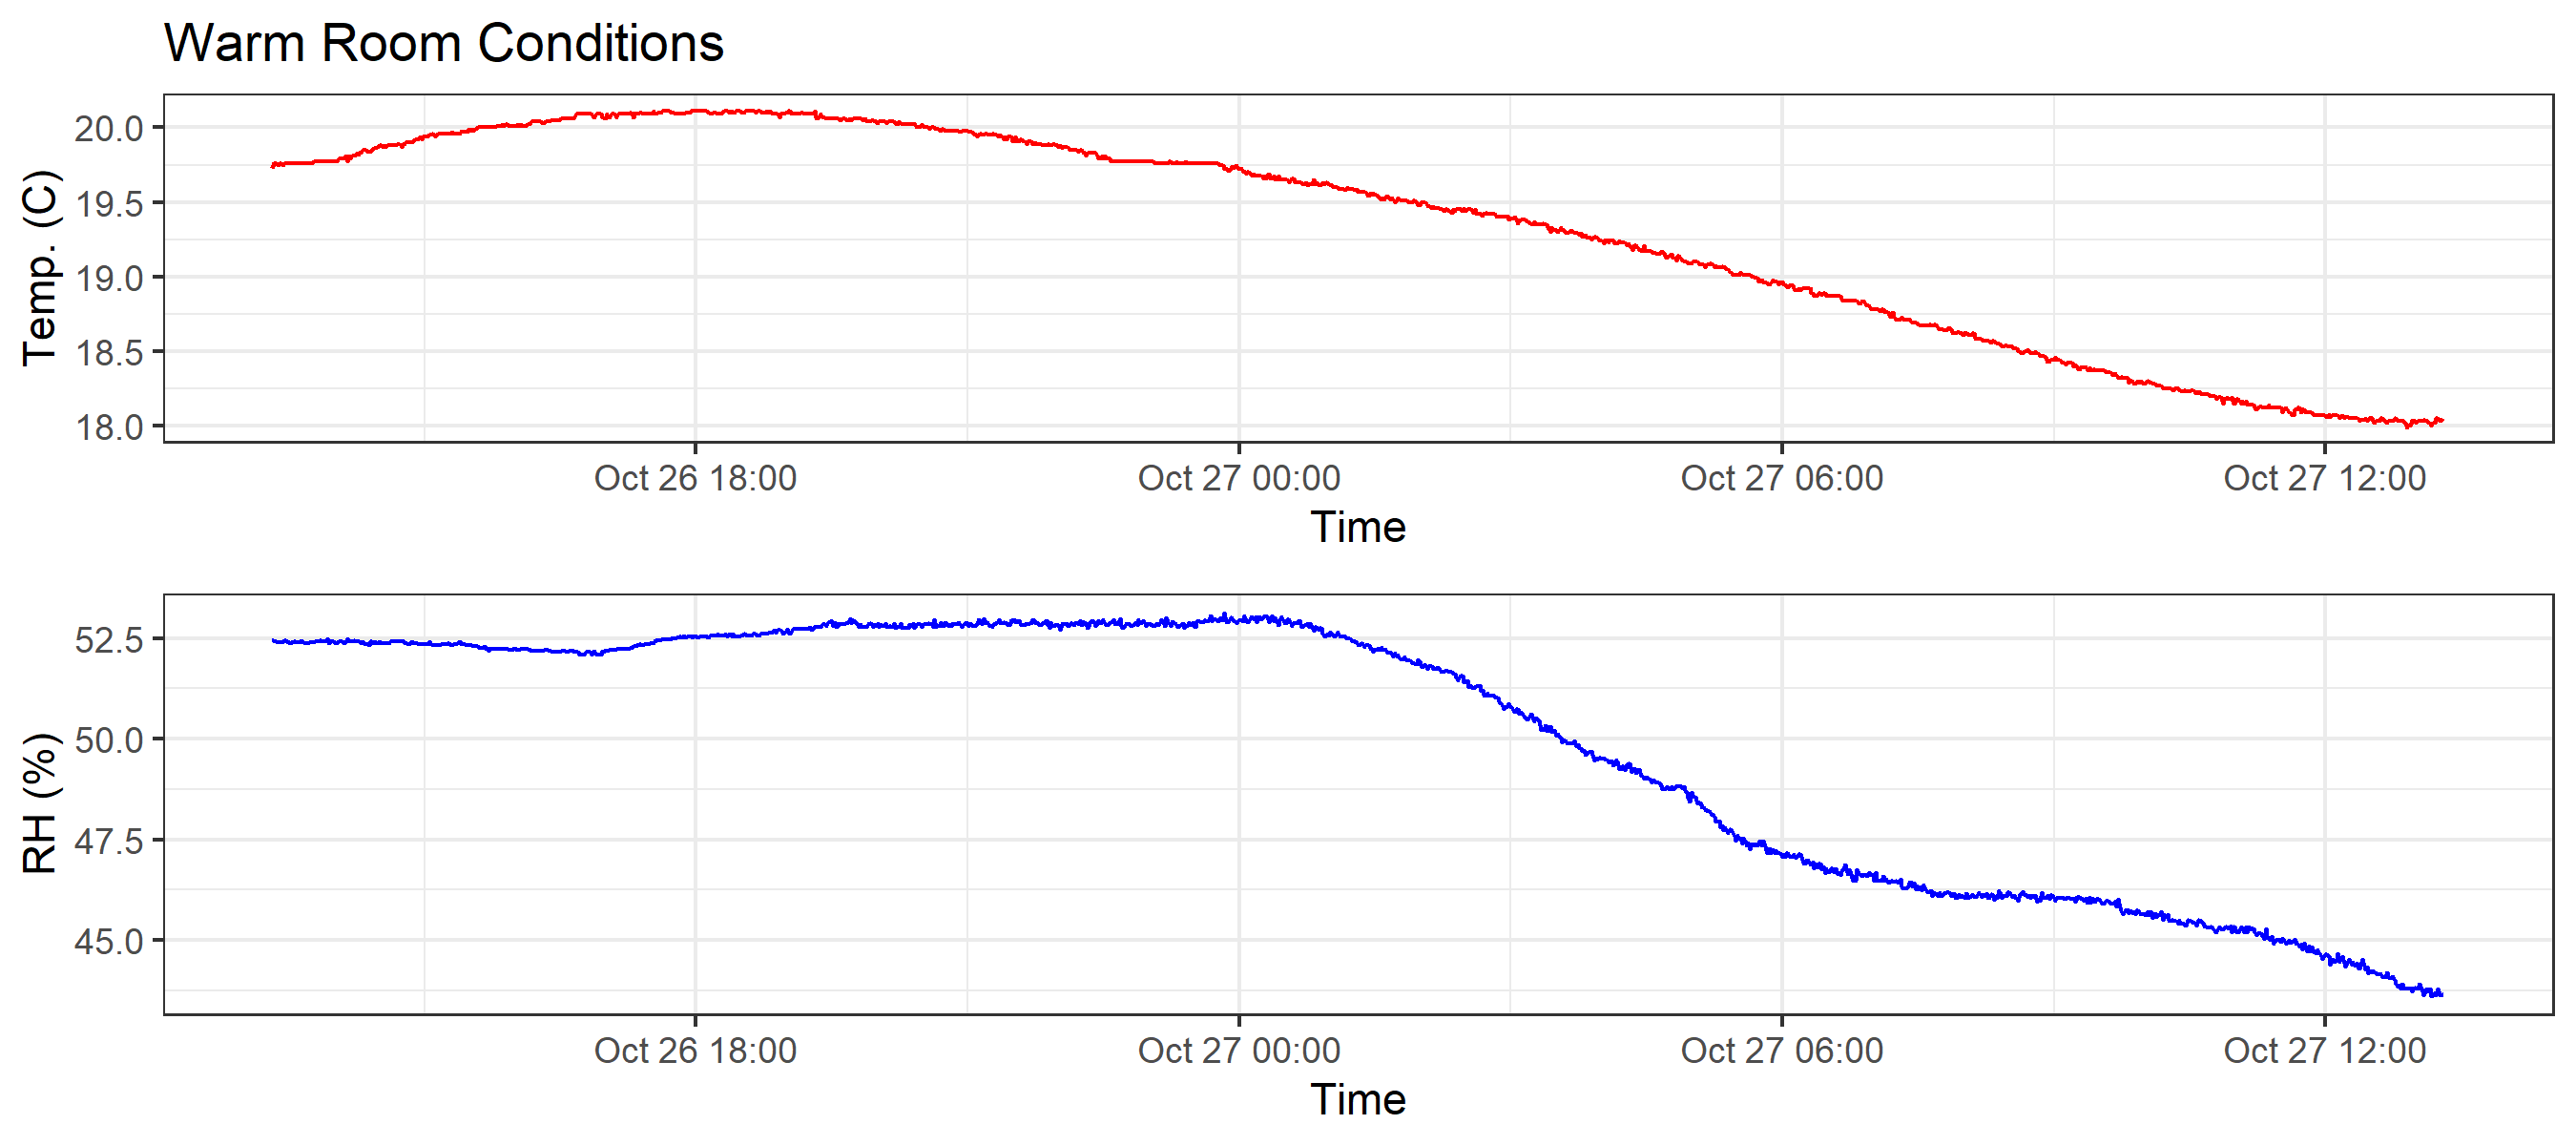 Warm Room Conditions
Temp. (C)
20.0
19.5
19.0
18.5
18.0
Oct 26 18:00 Oct 27 00:00 Oct 27 06:00 Oct 27 12:00
Time
RH (%)
52.5
50.0
47.5
45.0
Oct 26 18:00 Oct 27 00:00 Oct 27 06:00 Oct 27 12:00
Time